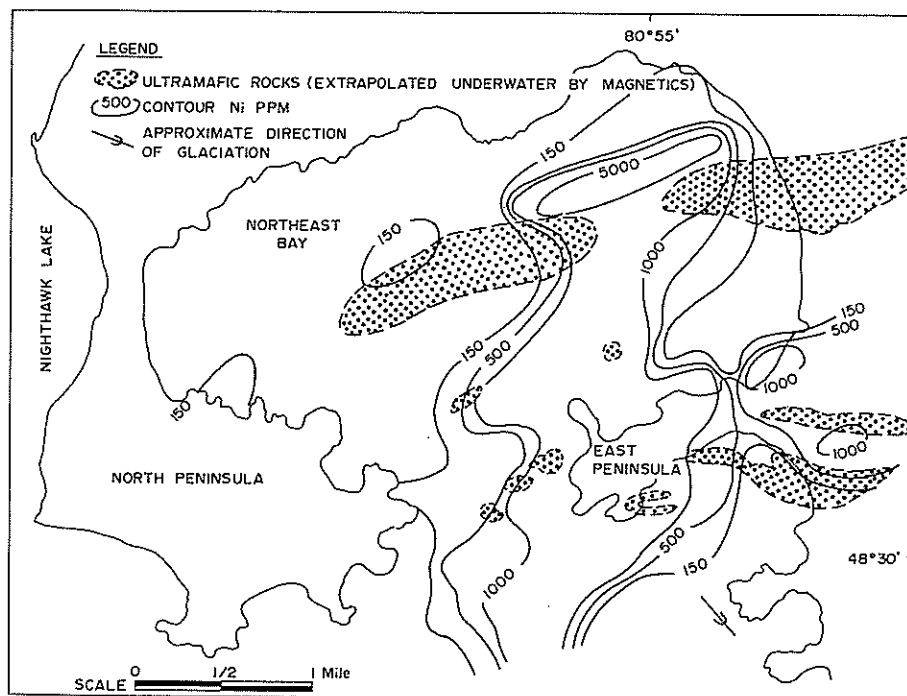 80°55'
LEGEND
ULTRAMAFIC ROCKS (EXTRAPOLATED UNDERWATER BY MAGNETICS)
500 CONTOUR Ni PPM
APPROXIMATE DIRECTION
OF GLACIATION
150
5000
NORTHEAST
BAY
150
1000
NIGHTHAWK LAKE
150
500
150
500
1000
150
1000
EAST
PENINSULA
NORTH PENINSULA
500
150
48°30'
1000
0 1/2 1 Mile
SCALE